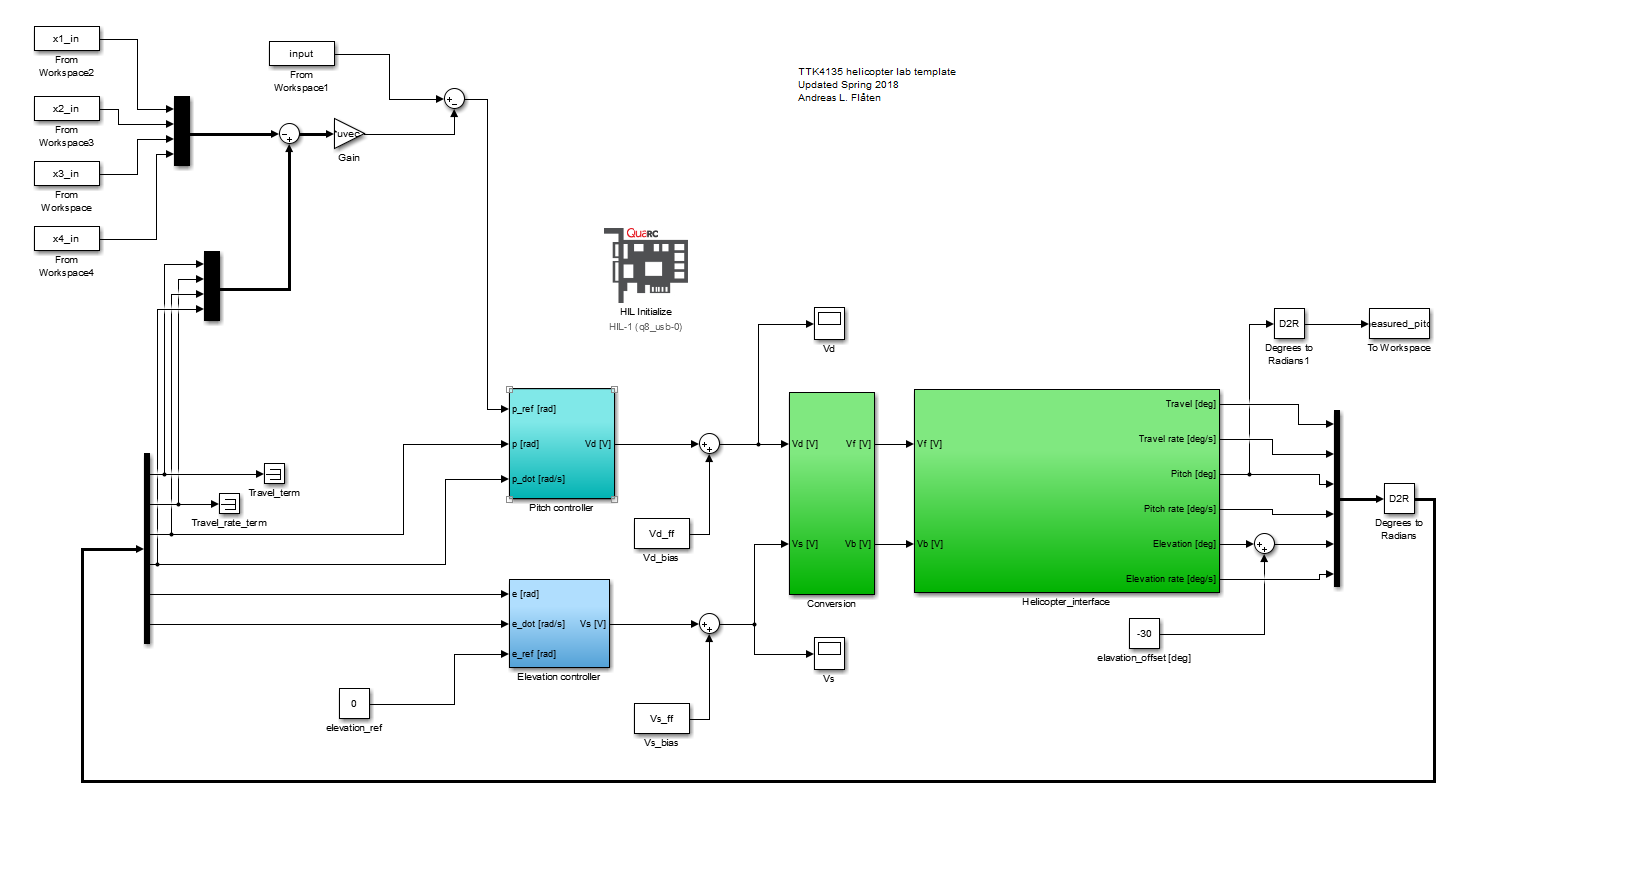 x1_in
From
Workspace2
x2_in
From
Workspace3
x3_in
From
Workspace
x4_in
From
Workspace4
input
From
Workspace1
+
-
-
+
*uvec
Gain
TTK4135 helicopter lab template
Updated Spring 2018
Andreas L. Flåten
QuaRC
HIL Initialize
HIL-1 (q8_usb-0)
Vd
D2R
Degrees to
Radians1
easured_pitc
To Workspace
p_ref [rad]
p [rad]
p_dot [rad/s]
Vd [V]
Pitch controller
+
+
Vd_ff
Vd_bias
Vd [V]
Vs [V]
Vf [V]
Vb [V]
Conversion
Vf [V]
Vb [V]
Travel [deg]
Travel rate [deg/s]
Pitch [deg]
Pitch rate [deg/s]
Elevation [deg]
Elevation rate [deg/s]
Helicopter_interface
+
+
-30
elavation_offset [deg]
D2R
Degrees to
Radians
Travel_term
Travel_rate_term
e [rad]
e_dot [rad/s]
e_ref [rad]
Vs [V]
Elevation controller
+
+
Vs
0
elevation_ref
Vs_ff
Vs_bias